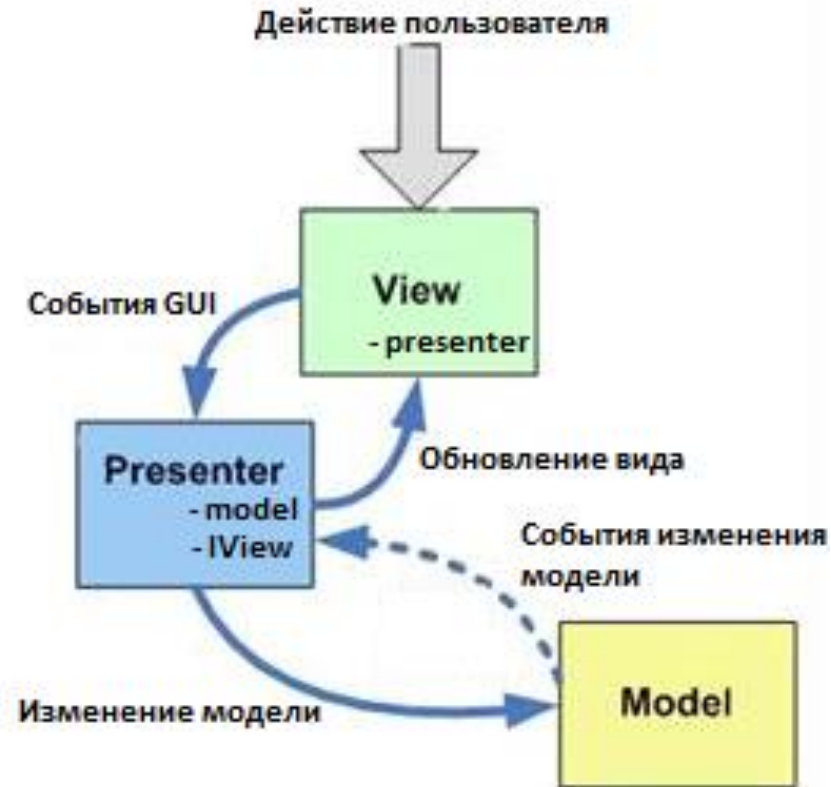 Действие пользователя
View
- presenter
События GUI
Presenter
- model
- IView
Обновление вида
События изменения
модели
Изменение модели
Model